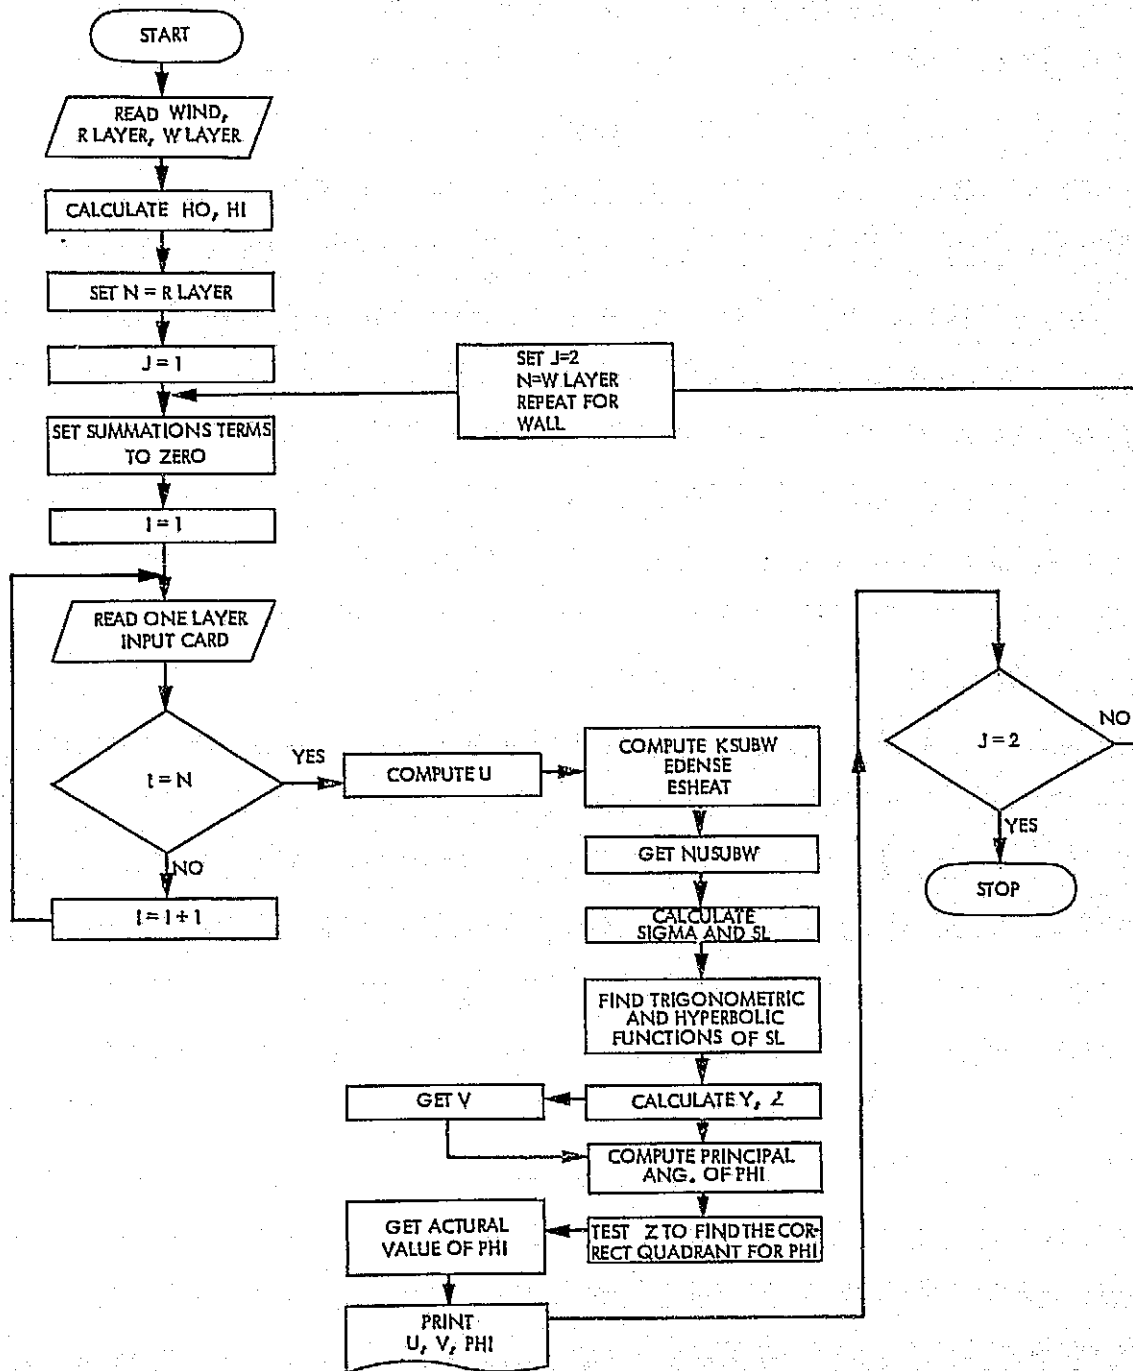 START
READ WIND,
R LAYER, W LAYER
CALCULATE HO, HI
SET N = R LAYER
J = 1
SET J=2
N=W LAYER
REPEAT FOR
WALL
SET SUMMATIONS TERMS
TO ZERO
I = 1
READ ONE LAYER
INPUT CARD
I = N
YES
NO
I = I + 1
COMPUTE U
COMPUTE KSUBW
EDENSE
ESHEAT
GET NUSUBW
CALCULATE
SIGMA AND SL
FIND TRIGONOMETRIC
AND HYPERBOLIC
FUNCTIONS OF SL
CALCULATE Y, Z
GET V
COMPUTE PRINCIPAL
ANG. OF PHI
TEST Z TO FIND THE COR-
RECT QUADRANT FOR PHI
GET ACTURAL
VALUE OF PHI
PRINT
U, V, PHI
J = 2
NO
YES
STOP